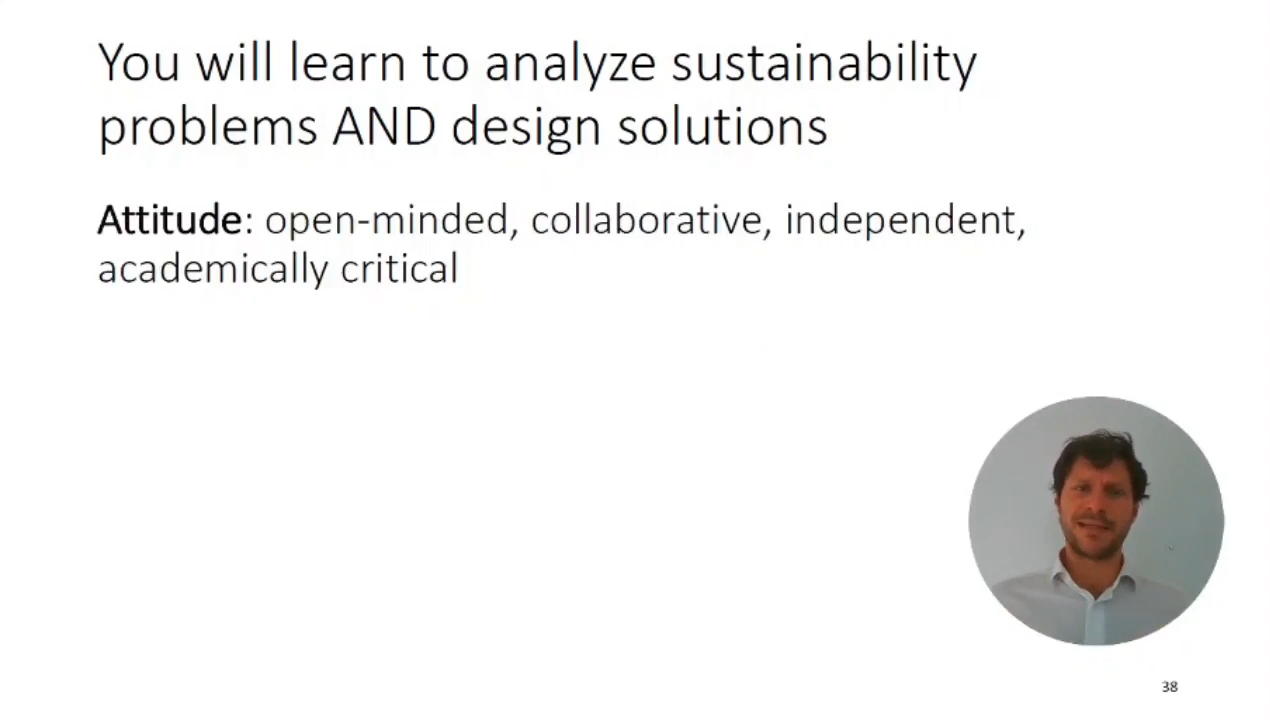 You will learn to analyze sustainability
problems AND design solutions
Attitude: open-minded, collaborative, independent,
academically critical
38